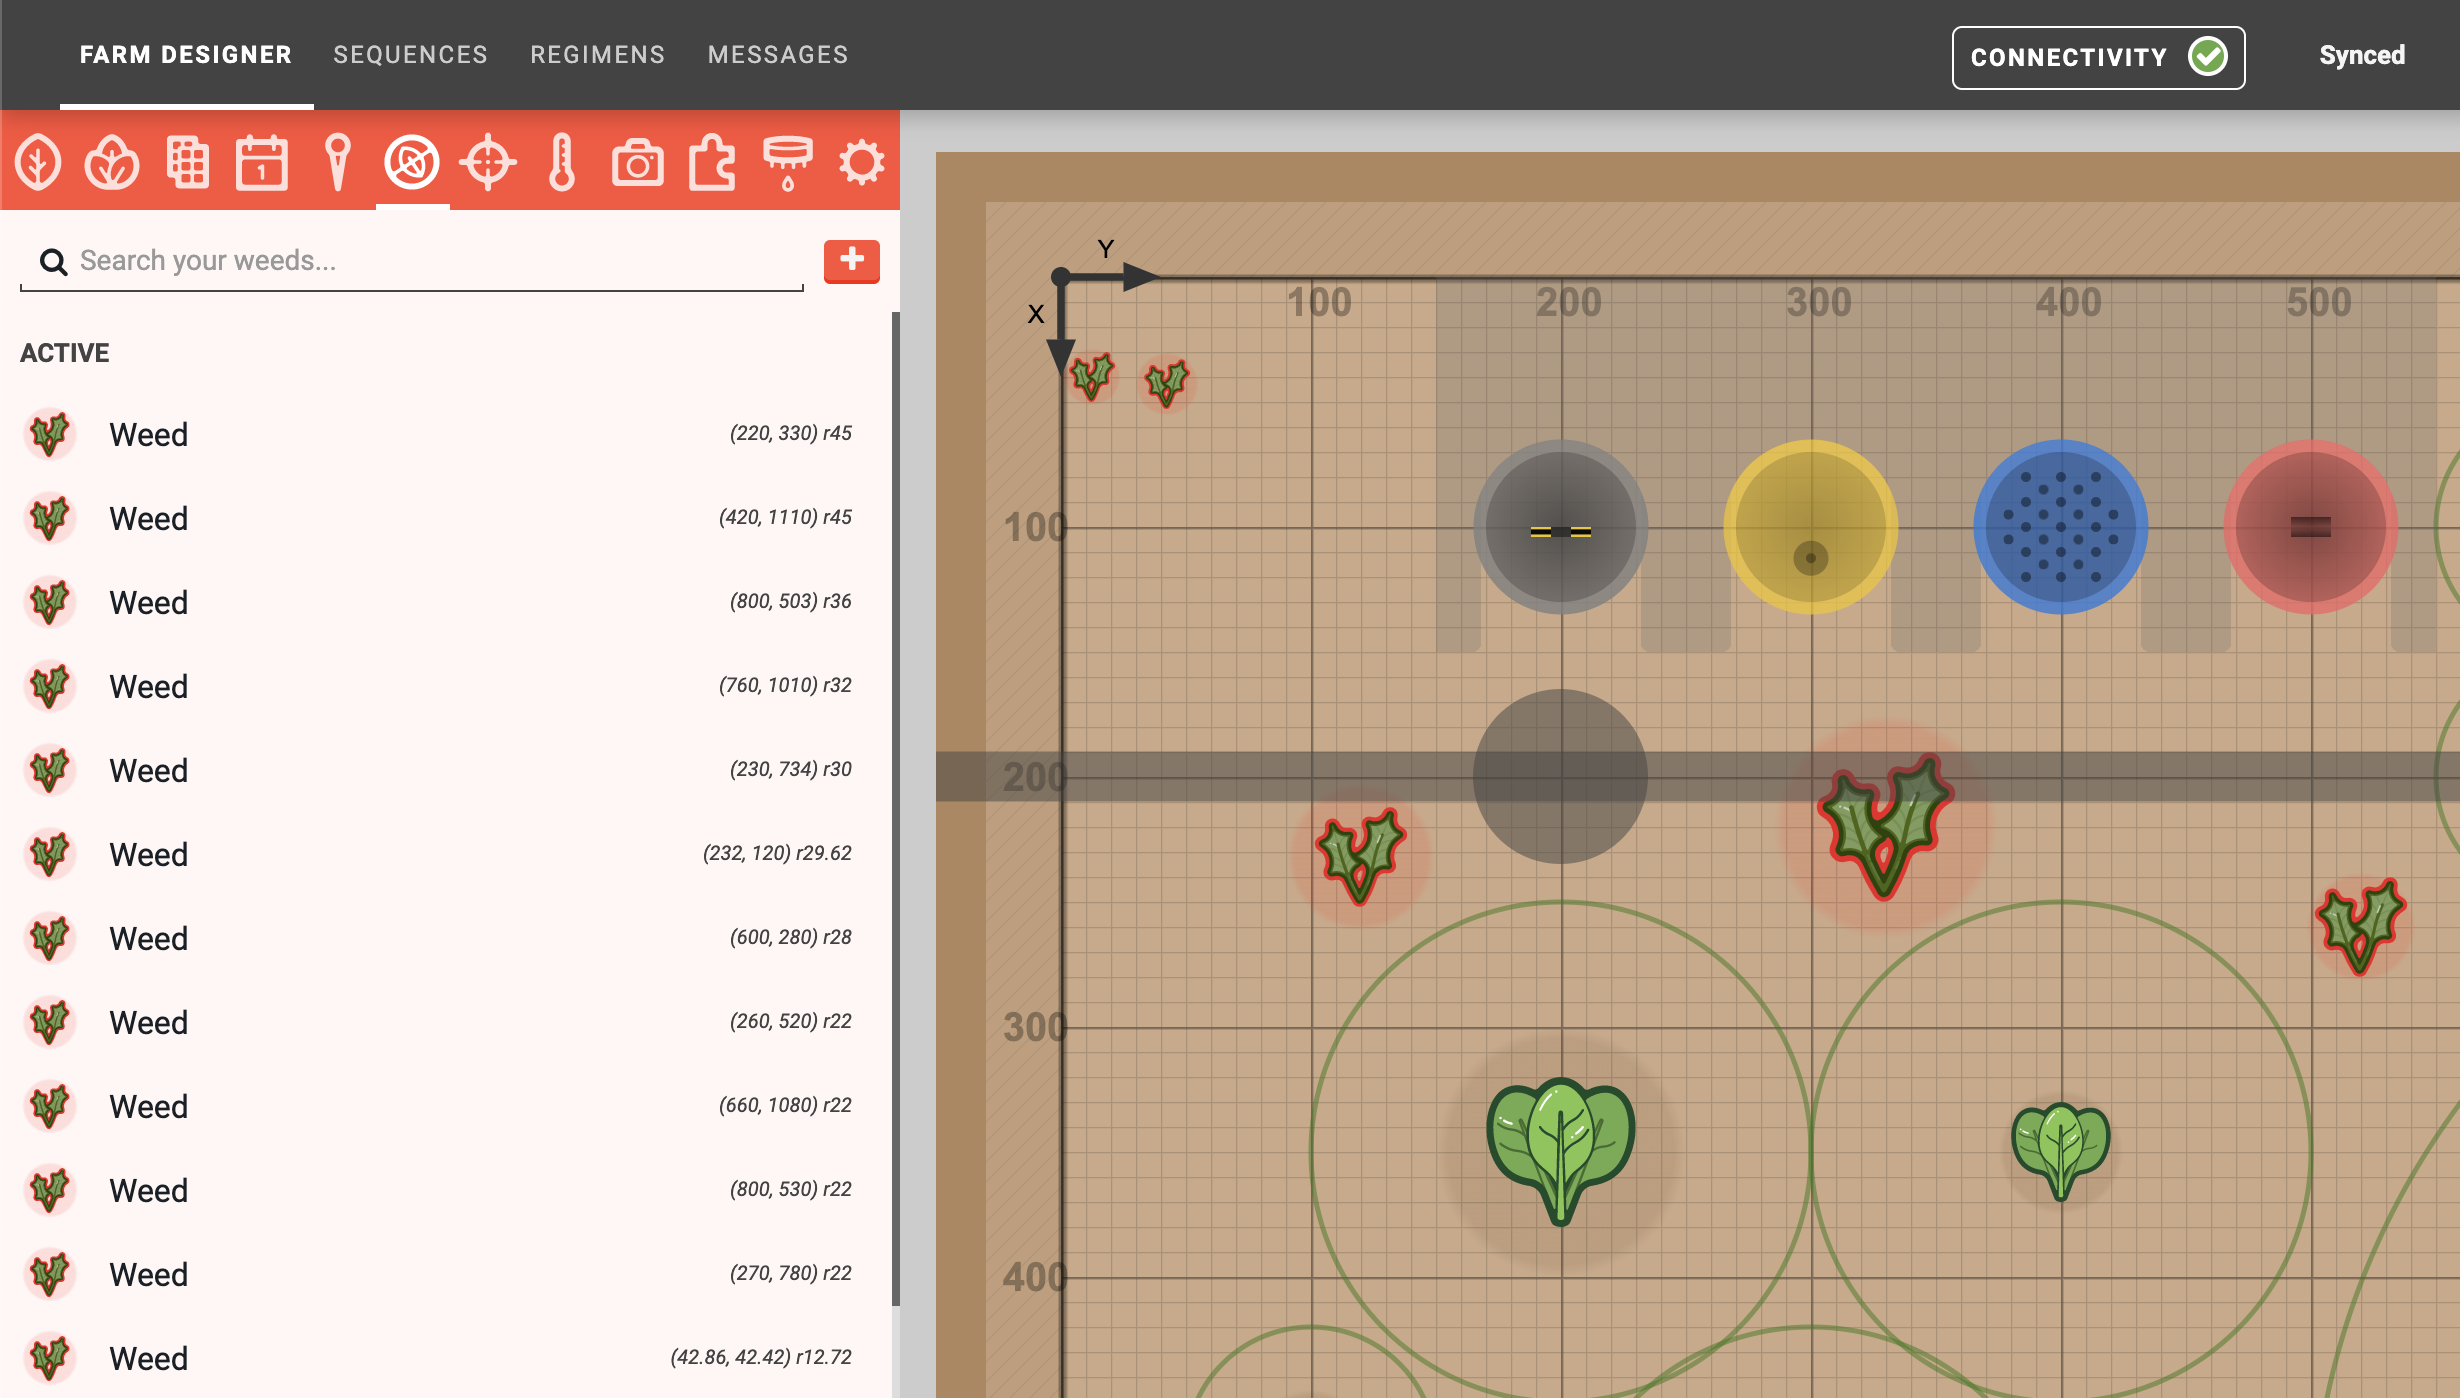 FARM DESIGNER
SEQUENCES
REGIMENS
MESSAGES
CONNECTIVITY
Synced
1
Search your weeds...
+
ACTIVE
Weed (220, 330) r45
Weed (420, 1110) r45
Weed (800, 503) r36
Weed (760, 1010) r32
Weed (230, 734) r30
Weed (232, 120) r29.62
Weed (600, 280) r28
Weed (260, 520) r22
Weed (660, 1080) r22
Weed (800, 530) r22
Weed (270, 780) r22
Weed (42.86, 42.42) r12.72
Y
X
100 200 300 400 500
100
200
300
400